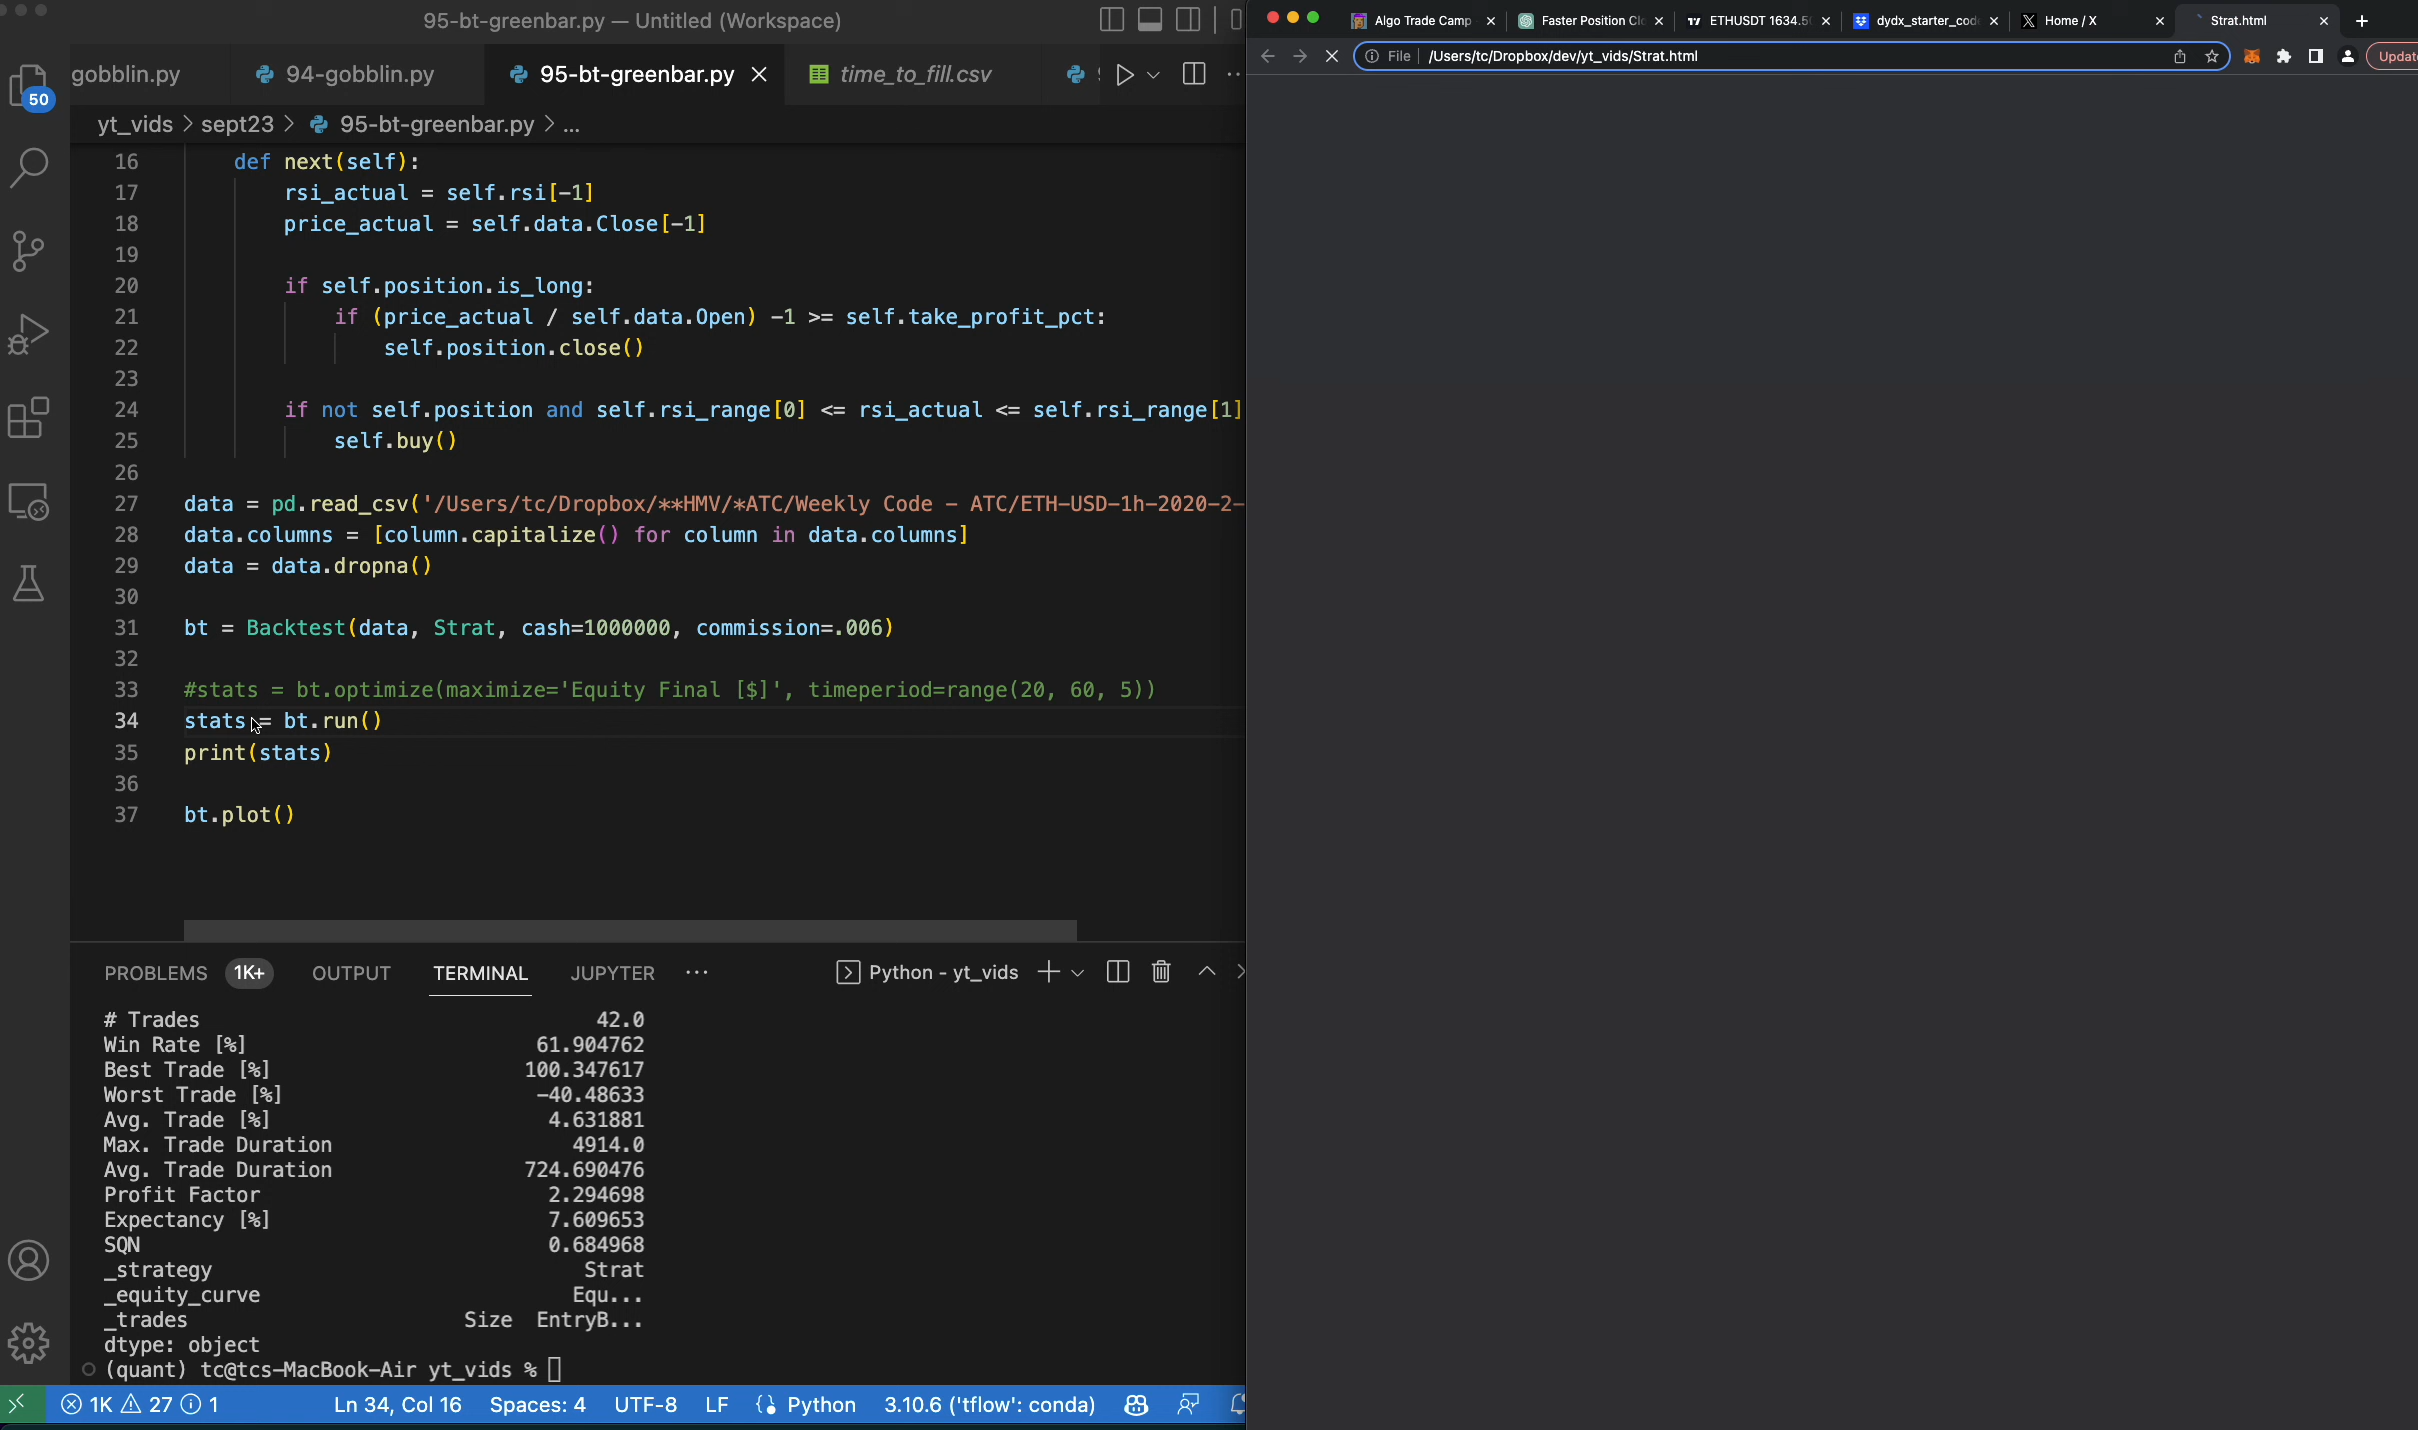 95-bt-greenbar.py — Untitled (Workspace)
50
gobblin.py
94-gobblin.py
95-bt-greenbar.py
time_to_fill.csv
yt_vids > sept23 > 95-bt-greenbar.py > ...
16 def next(self):
17 rsi_actual = self.rsi[-1]
18 price_actual = self.data.Close[-1]
19
20 if self.position.is_long:
21 if (price_actual / self.data.Open) -1 >= self.take_profit_pct:
22 self.position.close()
23
24 if not self.position and self.rsi_range[0] <= rsi_actual <= self.rsi_range[1]
25 self.buy()
26
27 data = pd.read_csv('/Users/tc/Dropbox/**HMV/*ATC/Weekly Code - ATC/ETH-USD-1h-2020-2-
28 data.columns = [column.capitalize() for column in data.columns]
29 data = data.dropna()
30
31 bt = Backtest(data, Strat, cash=1000000, commission=.006)
32
33 #stats = bt.optimize(maximize='Equity Final [$]', timeperiod=range(20, 60, 5))
34 stats = bt.run()
35 print(stats)
36
37 bt.plot()
PROBLEMS 1K+ OUTPUT TERMINAL JUPYTER ... Python - yt_vids
# Trades 42.0
Win Rate [%] 61.904762
Best Trade [%] 100.347617
Worst Trade [%] -40.48633
Avg. Trade [%] 4.631881
Max. Trade Duration 4914.0
Avg. Trade Duration 724.690476
Profit Factor 2.294698
Expectancy [%] 7.609653
SQN 0.684968
_strategy Strat
_equity_curve Equ...
_trades Size EntryB...
dtype: object
(quant) tc@tcs-MacBook-Air yt_vids %
1K 27 1 Ln 34, Col 16 Spaces: 4 UTF-8 LF Python 3.10.6 ('tflow': conda)
Algo Trade Camp
Faster Position Cl
ETHUSDT 1634.5
dydx_starter_cod
Home / X
Strat.html
File /Users/tc/Dropbox/dev/yt_vids/Strat.html
Updat